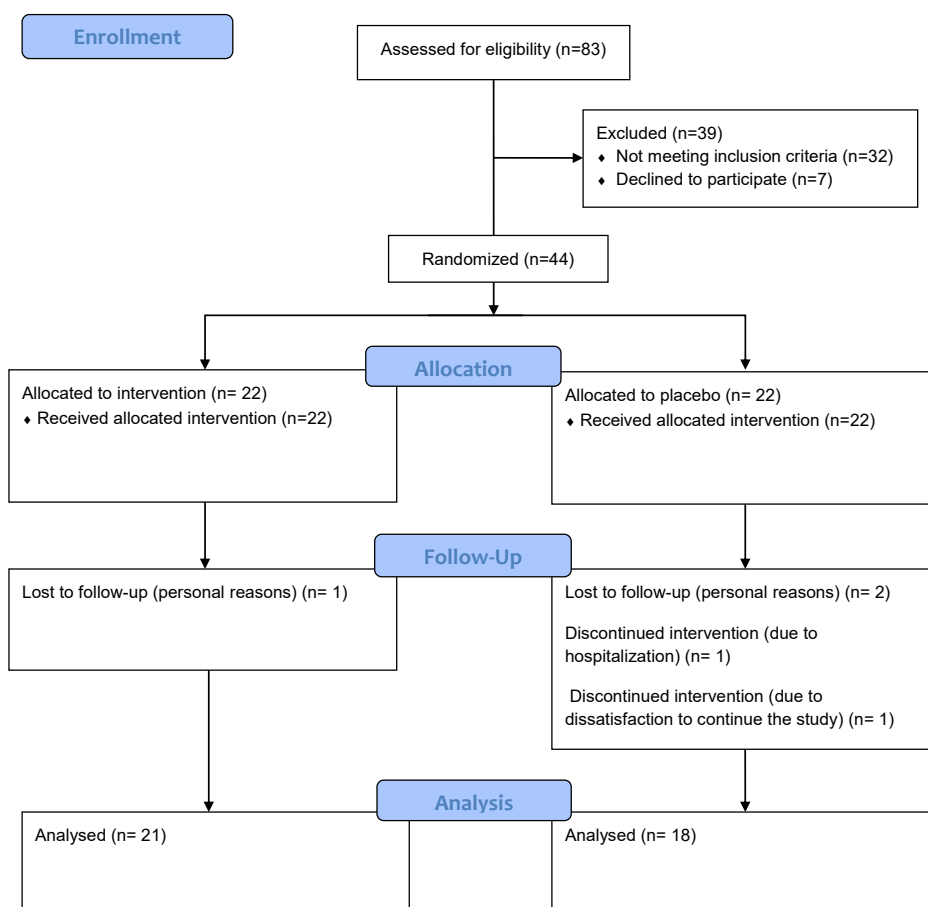 Enrollment
Assessed for eligibility (n=83)
Excluded (n=39)
♦ Not meeting inclusion criteria (n=32)
♦ Declined to participate (n=7)
Randomized (n=44)
Allocation
Allocated to intervention (n= 22)
♦ Received allocated intervention (n=22)
Allocated to placebo (n= 22)
♦ Received allocated intervention (n=22)
Follow-Up
Lost to follow-up (personal reasons) (n= 1)
Lost to follow-up (personal reasons) (n= 2)
Discontinued intervention (due to
hospitalization) (n= 1)
Discontinued intervention (due to
dissatisfaction to continue the study) (n= 1)
Analysis
Analysed (n= 21)
Analysed (n= 18)